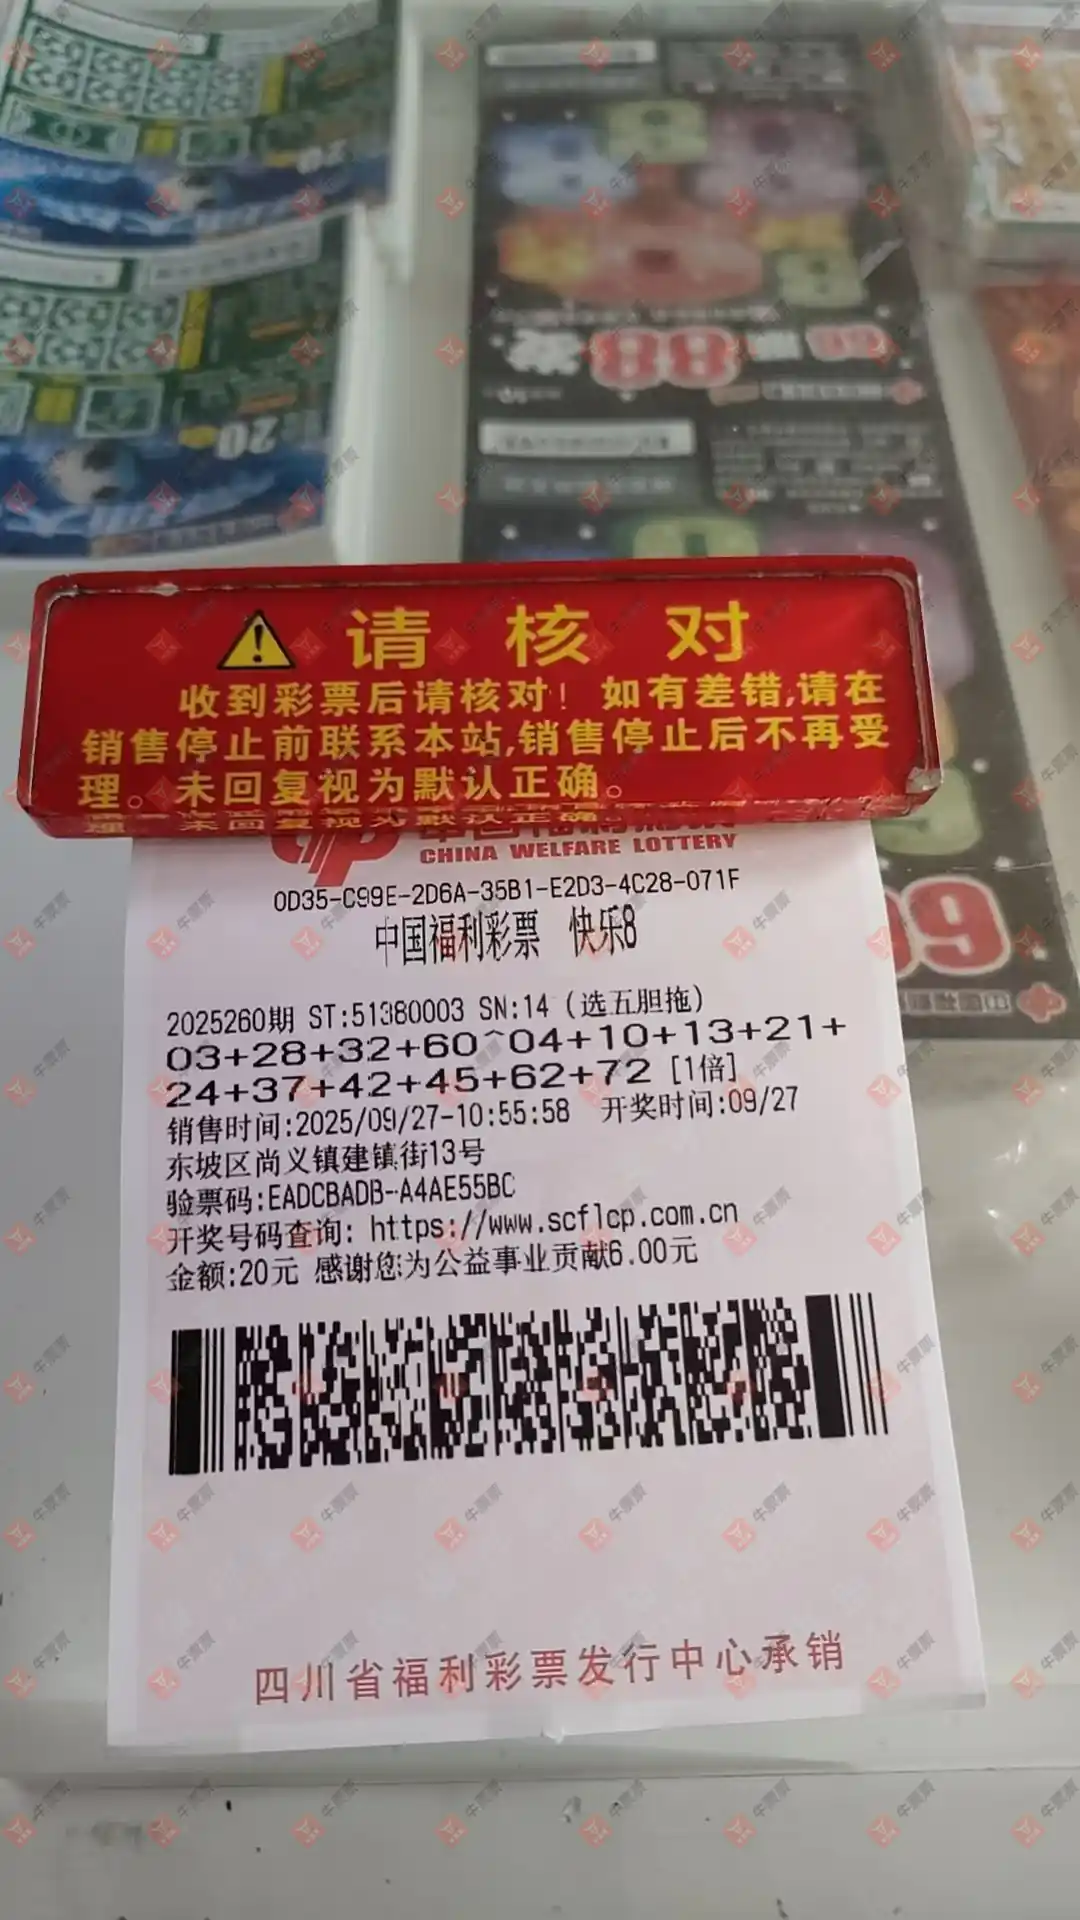 20
20
88
请核对
收到彩票后请核对！如有差错,请在
销售停止前联系本站,销售停止后不再受
理。未回复视为默认正确。
CHINA WELFARE LOTTERY
0D35-C99E-2D6A-35B1-E2D3-4C28-071F
中国福利彩票 快乐8
2025260期 ST:51380003 SN:14 (选五胆拖)
03+28+32+60^04+10+13+21+
24+37+42+45+62+72 [1倍]
销售时间:2025/09/27-10:55:58 开奖时间:09/27
东坡区尚义镇建镇街13号
验票码:EADCBADB-A4AE55BC
开奖号码查询: https://www.scflcp.com.cn
金额:20元 感谢您为公益事业贡献6.00元
四川省福利彩票发行中心承销
牛票票